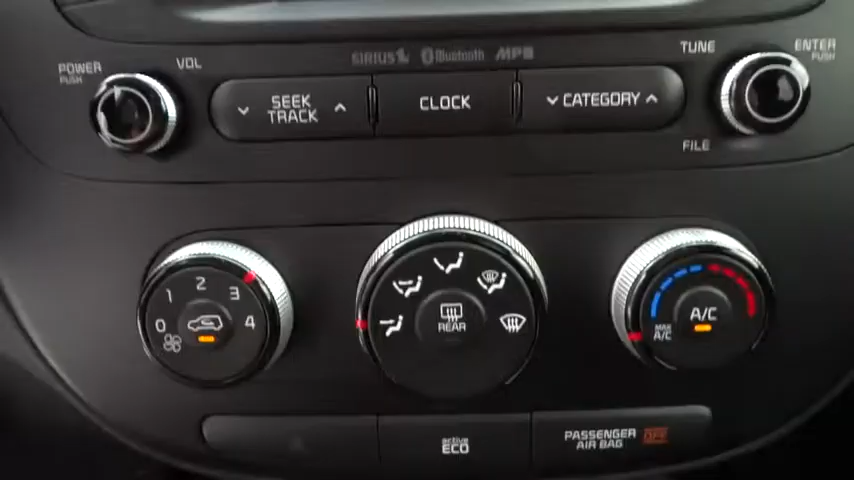 SIRIUS Bluetooth MP3
POWER
PUSH
VOL
TUNE
ENTER
PUSH
SEEK
TRACK
CLOCK
CATEGORY
FILE
0 1 2 3 4
REAR
A/C
MAX
A/C
active
ECO
PASSENGER
AIR BAG
OFF